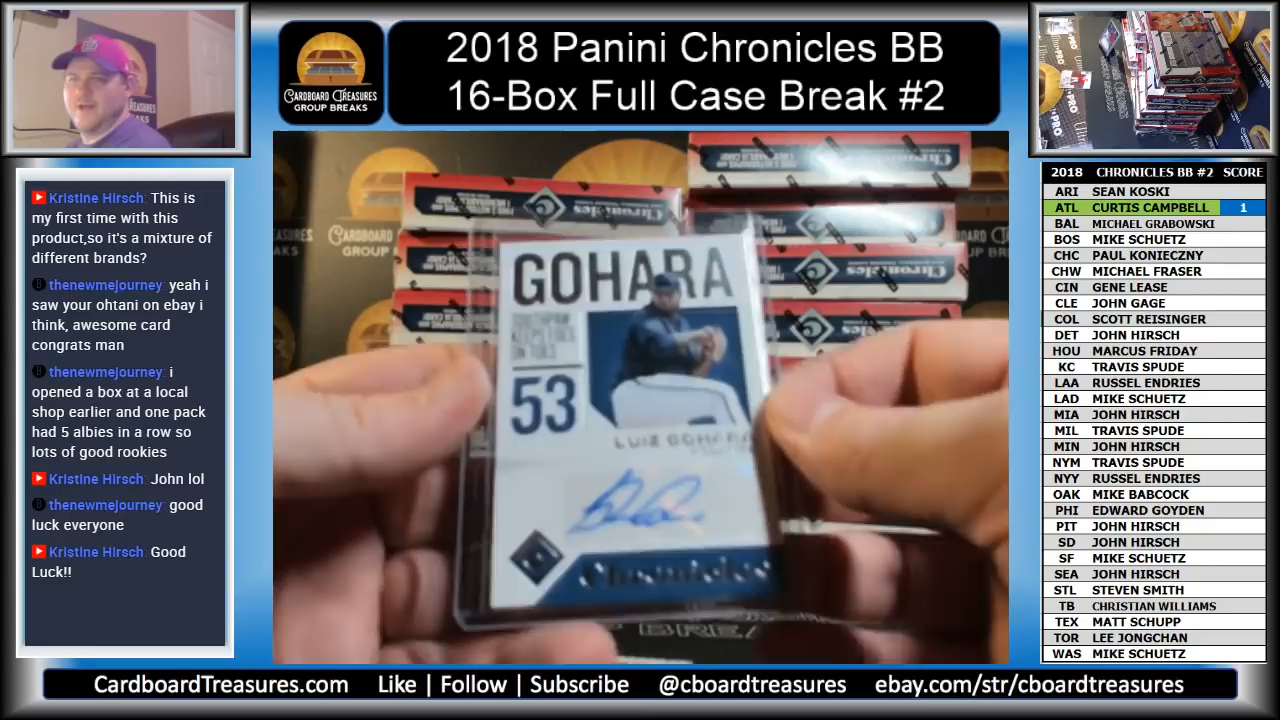 2018 Panini Chronicles BB
16-Box Full Case Break #2
CARDBOARD TREASURES
GROUP BREAKS
Kristine Hirsch: This is
my first time with this
product,so it's a mixture of
different brands?
thenewmejourney: yeah i
saw your ohtani on ebay i
think, awesome card
congrats man
thenewmejourney: i
opened a box at a local
shop earlier and one pack
had 5 albies in a row so
lots of good rookies
Kristine Hirsch: John lol
thenewmejourney: good
luck everyone
Kristine Hirsch: Good
Luck!!
GOHARA
53
LUIZ GOHARA
Chronicles
2018 CHRONICLES BB #2 SCORE
ARI SEAN KOSKI
ATL CURTIS CAMPBELL 1
BAL MICHAEL GRABOWSKI
BOS MIKE SCHUETZ
CHC PAUL KONIECZNY
CHW MICHAEL FRASER
CIN GENE LEASE
CLE JOHN GAGE
COL SCOTT REISINGER
DET JOHN HIRSCH
HOU MARCUS FRIDAY
KC TRAVIS SPUDE
LAA RUSSEL ENDRIES
LAD MIKE SCHUETZ
MIA JOHN HIRSCH
MIL TRAVIS SPUDE
MIN JOHN HIRSCH
NYM TRAVIS SPUDE
NYY RUSSEL ENDRIES
OAK MIKE BABCOCK
PHI EDWARD GOYDEN
PIT JOHN HIRSCH
SD JOHN HIRSCH
SF MIKE SCHUETZ
SEA JOHN HIRSCH
STL STEVEN SMITH
TB CHRISTIAN WILLIAMS
TEX MATT SCHUPP
TOR LEE JONGCHAN
WAS MIKE SCHUETZ
CardboardTreasures.com Like | Follow | Subscribe @cboardtreasures ebay.com/str/cboardtreasures